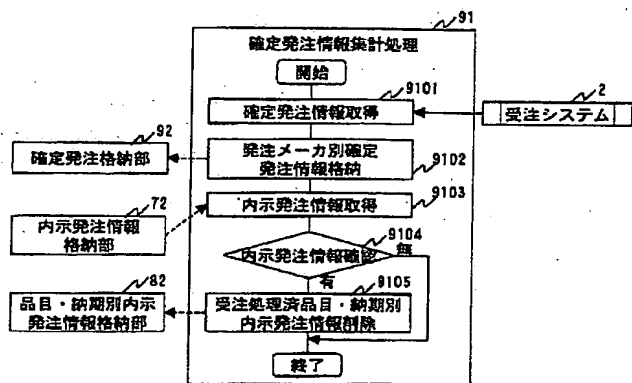 91
確定発注情報集計処理
開始
9101
2
確定発注情報取得
受注システム
92
確定発注格納部
発注メーカ別確定
発注情報格納
9102
72
内示発注情報取得
9103
内示発注情報
格納部
9104
内示発注情報確認
無
有
82
9105
品目・納期別内示
発注情報格納部
受注処理済品目・納期別
内示発注情報削除
終了